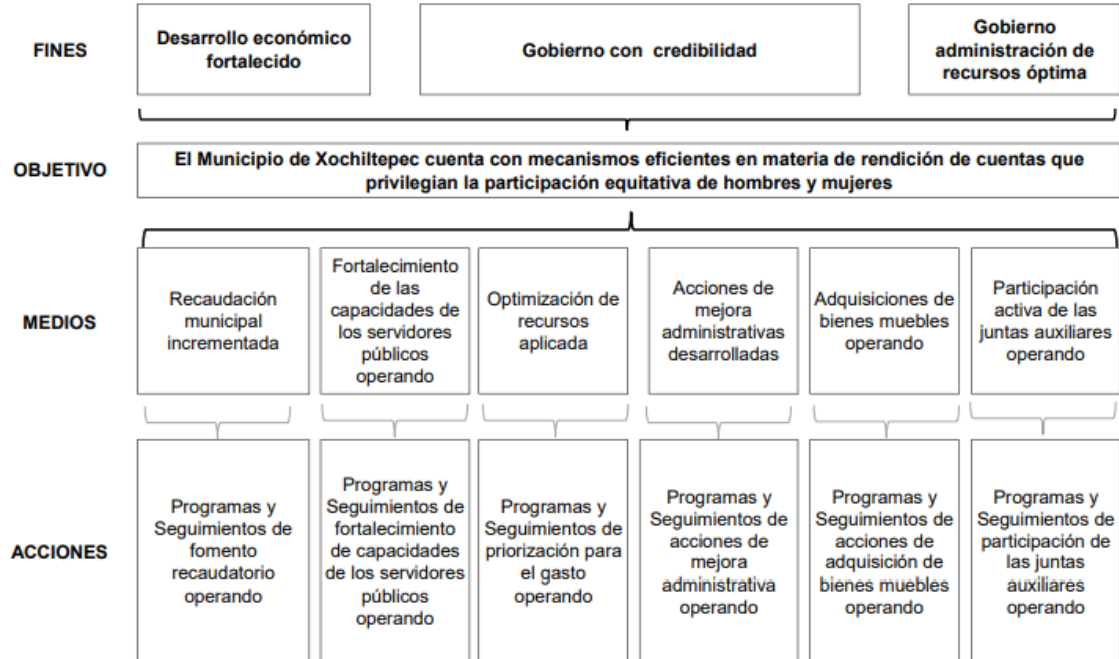 FINES
Desarrollo económico
fortalecido
Gobierno con credibilidad
Gobierno
administración de
recursos óptima
OBJETIVO
El Municipio de Xochiltepec cuenta con mecanismos eficientes en materia de rendición de cuentas que
privilegian la participación equitativa de hombres y mujeres
MEDIOS
Recaudación
municipal
incrementada
Fortalecimiento
de las
capacidades de
los servidores
públicos
operando
Optimización de
recursos
aplicada
Acciones de
mejora
administrativas
desarrolladas
Adquisiciones de
bienes muebles
operando
Participación
activa de las
juntas auxiliares
operando
ACCIONES
Programas y
Seguimientos de
fomento
recaudatorio
operando
Programas y
Seguimientos de
fortalecimiento
de capacidades
de los servidores
públicos
operando
Programas y
Seguimientos de
priorización para
el gasto
operando
Programas y
Seguimientos de
acciones de
mejora
administrativa
operando
Programas y
Seguimientos de
acciones de
adquisición de
bienes muebles
operando
Programas y
Seguimientos de
participación de
las juntas
auxiliares
operando